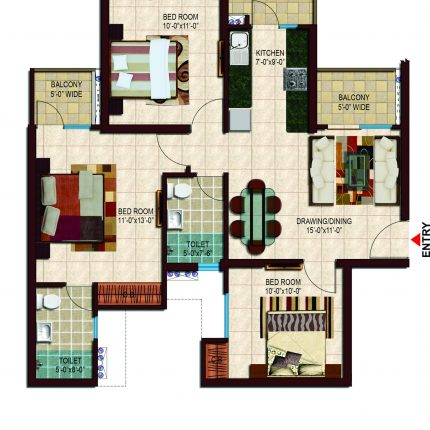 BED ROOM
10'-0"x11'-0"
KITCHEN
7'-0"x9'-0"
BALCONY
5'-0" WIDE
BALCONY
5'-0" WIDE
BED ROOM
11'-0"x13'-0"
DRAWING/DINING
15'-0"x11'-0"
ENTRY
TOILET
5'-0"x7'-6"
BED ROOM
10'-0"x10'-0"
TOILET
5'-0"x8'-0"